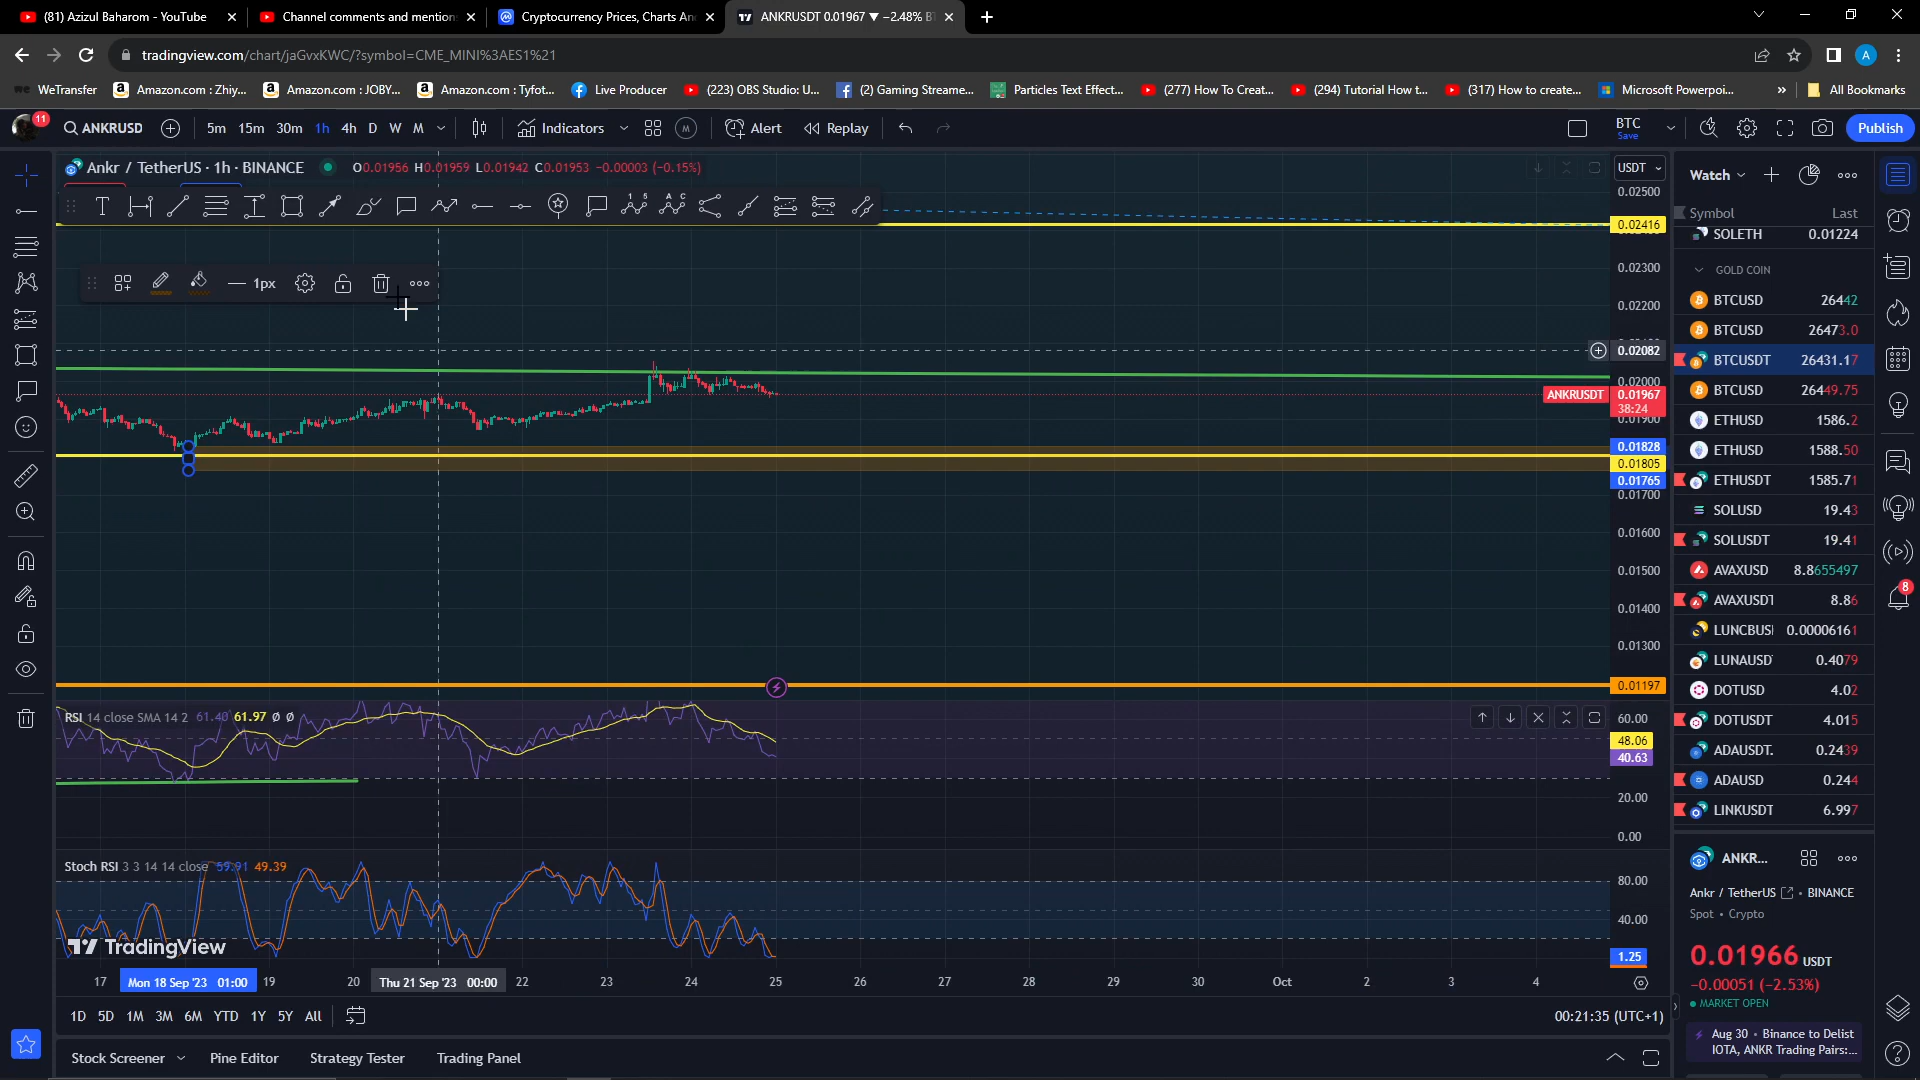 (81) Azizul Baharom - YouTube
Channel comments and mention
Cryptocurrency Prices, Charts An
ANKRUSDT 0.01967 ▼ −2.48% B
tradingview.com/chart/jaGvxKWC/?symbol=CME_MINI%3AES1%21
A
WeTransfer
Amazon.com : Zhiy...
Amazon.com : JOBY...
Amazon.com : Tyfot...
Live Producer
(223) OBS Studio: U...
(2) Gaming Streame...
Particles Text Effect...
(277) How To Creat...
(294) Tutorial How t...
(317) How to create...
Microsoft Powerpoi...
»
All Bookmarks
11
ANKRUSD
5m 15m 30m 1h 4h D W M
Indicators
M
Alert
Replay
BTC
Save
Publish
Ankr / TetherUS · 1h · BINANCE
O0.01956 H0.01959 L0.01942 C0.01953 −0.00003 (−0.15%)
USDT
1px
0.02500
0.02416
0.02300
0.02200
0.02082
0.02000
ANKRUSDT
0.01967
38:24
0.01900
0.01828
0.01805
0.01765
0.01700
0.01600
0.01500
0.01400
0.01300
0.01197
RSI 14 close SMA 14 2 61.40 61.97 Ø Ø
60.00
48.06
40.63
20.00
0.00
Stoch RSI 3 3 14 14 close 59.91 49.39
80.00
40.00
1.25
TradingView
17
Mon 18 Sep '23 01:00
19
20
Thu 21 Sep '23 00:00
22
23
24
25
26
27
28
29
30
Oct
2
3
4
1D 5D 1M 3M 6M YTD 1Y 5Y All
00:21:35 (UTC+1)
Stock Screener
Pine Editor
Strategy Tester
Trading Panel
Watch
Symbol Last
SOLETH 0.01224
GOLD COIN
BTCUSD 26442
BTCUSD 26473.0
BTCUSDT 26431.17
BTCUSD 26449.75
ETHUSD 1586.2
ETHUSD 1588.50
ETHUSDT 1585.71
SOLUSD 19.43
SOLUSDT 19.41
AVAXUSD 8.8655497
AVAXUSDT 8.86
LUNCBUS 0.00006161
LUNAUSD 0.4079
DOTUSD 4.02
DOTUSDT 4.015
ADAUSDT. 0.2439
ADAUSD 0.244
LINKUSDT 6.997
8
ANKR...
Ankr / TetherUS • BINANCE
Spot • Crypto
0.01966 USDT
−0.00051 (−2.53%)
MARKET OPEN
Aug 30 • Binance to Delist
IOTA, ANKR Trading Pairs:...